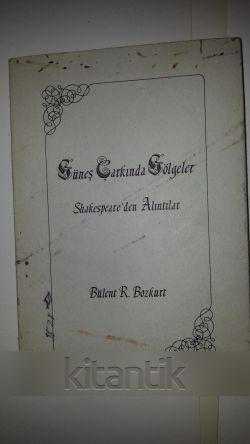 Güneş Çarkında Gölgeler
Shakespeare'den Alıntılar
Bülent R. Bozkurt
kitantik